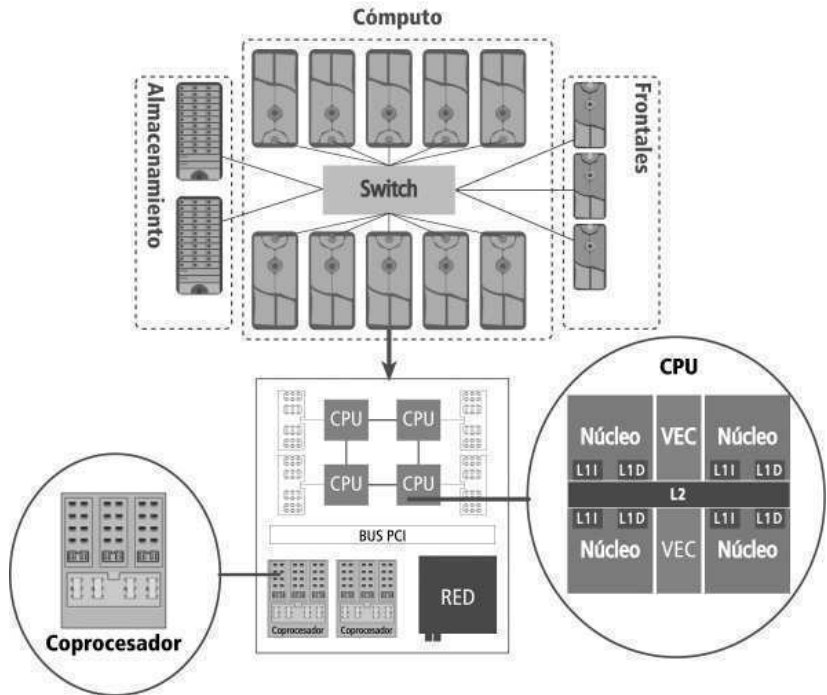 Cómputo
Almacenamiento
Switch
Frontales
CPU
CPU
CPU
CPU
BUS PCI
Coprocesador
Coprocesador
RED
Coprocesador
CPU
Núcleo
VEC
Núcleo
L1I
L1D
L1I
L1D
L2
L1I
L1D
L1I
L1D
Núcleo
VEC
Núcleo